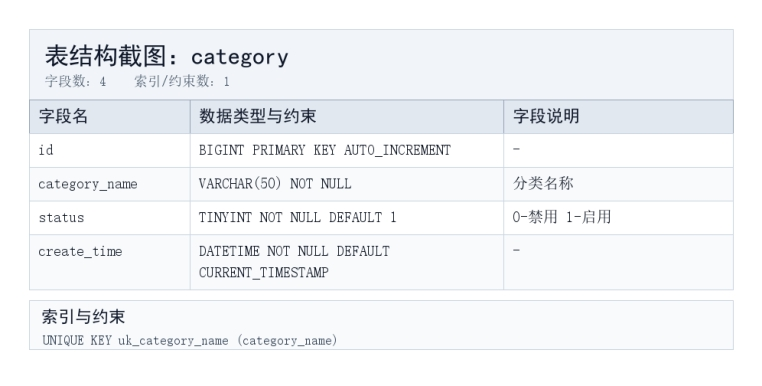 表结构截图：category
字段数：4 索引/约束数：1
字段名 数据类型与约束 字段说明
id BIGINT PRIMARY KEY AUTO_INCREMENT -
category_name VARCHAR(50) NOT NULL 分类名称
status TINYINT NOT NULL DEFAULT 1 0-禁用 1-启用
create_time DATETIME NOT NULL DEFAULT -
CURRENT_TIMESTAMP
索引与约束
UNIQUE KEY uk_category_name (category_name)